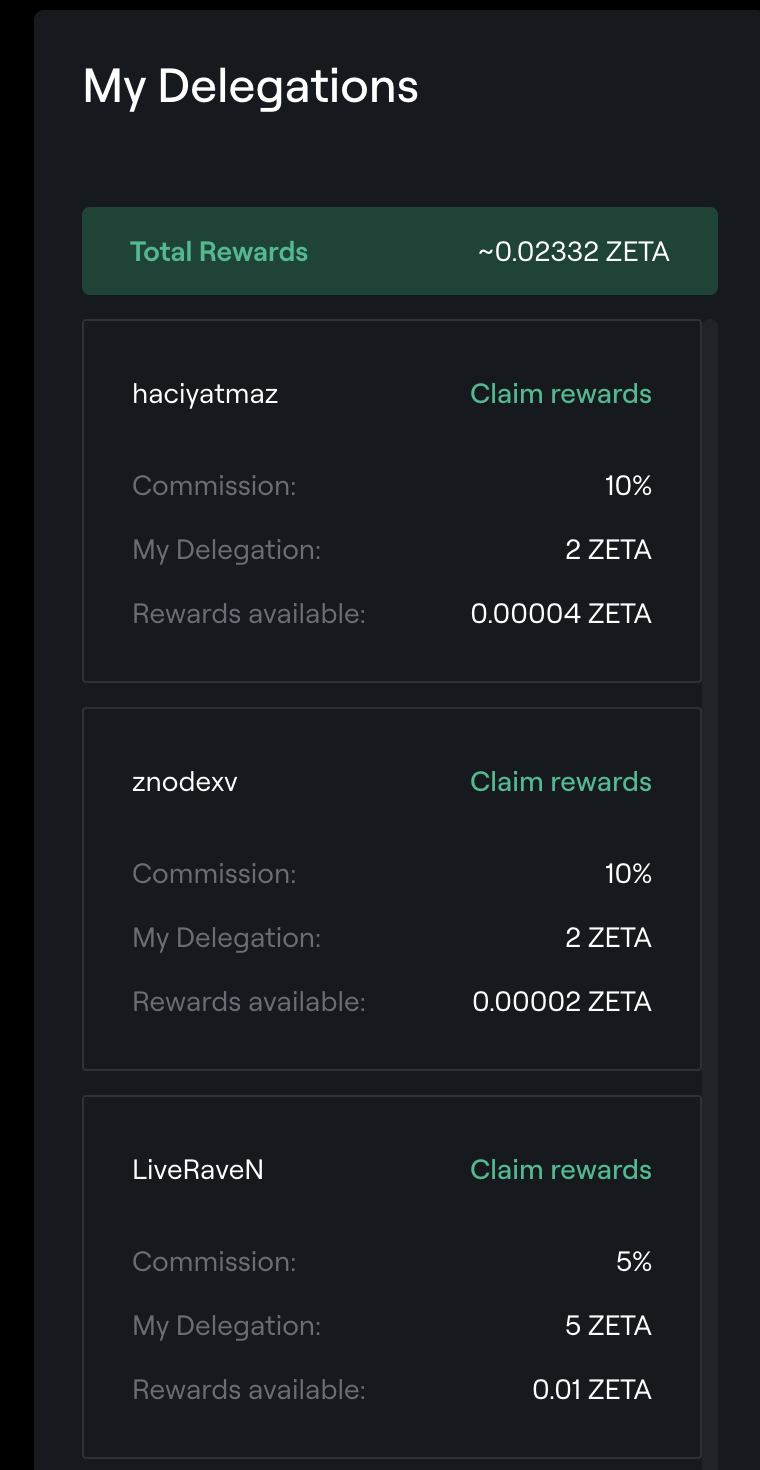 My Delegations
Total Rewards ~0.02332 ZETA
haciyatmaz Claim rewards
Commission: 10%
My Delegation: 2 ZETA
Rewards available: 0.00004 ZETA
znodexv Claim rewards
Commission: 10%
My Delegation: 2 ZETA
Rewards available: 0.00002 ZETA
LiveRaveN Claim rewards
Commission: 5%
My Delegation: 5 ZETA
Rewards available: 0.01 ZETA